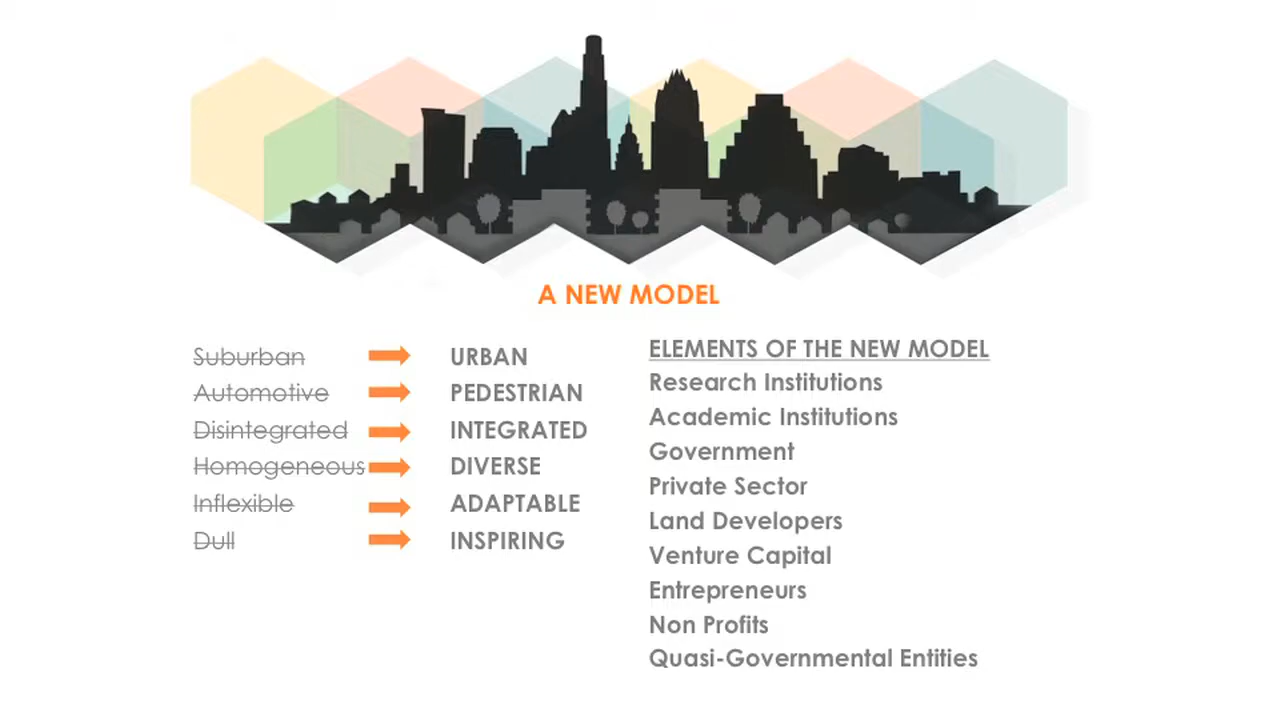 A NEW MODEL
Suburban URBAN
Automotive PEDESTRIAN
Disintegrated INTEGRATED
Homogeneous DIVERSE
Inflexible ADAPTABLE
Dull INSPIRING
ELEMENTS OF THE NEW MODEL
Research Institutions
Academic Institutions
Government
Private Sector
Land Developers
Venture Capital
Entrepreneurs
Non Profits
Quasi-Governmental Entities